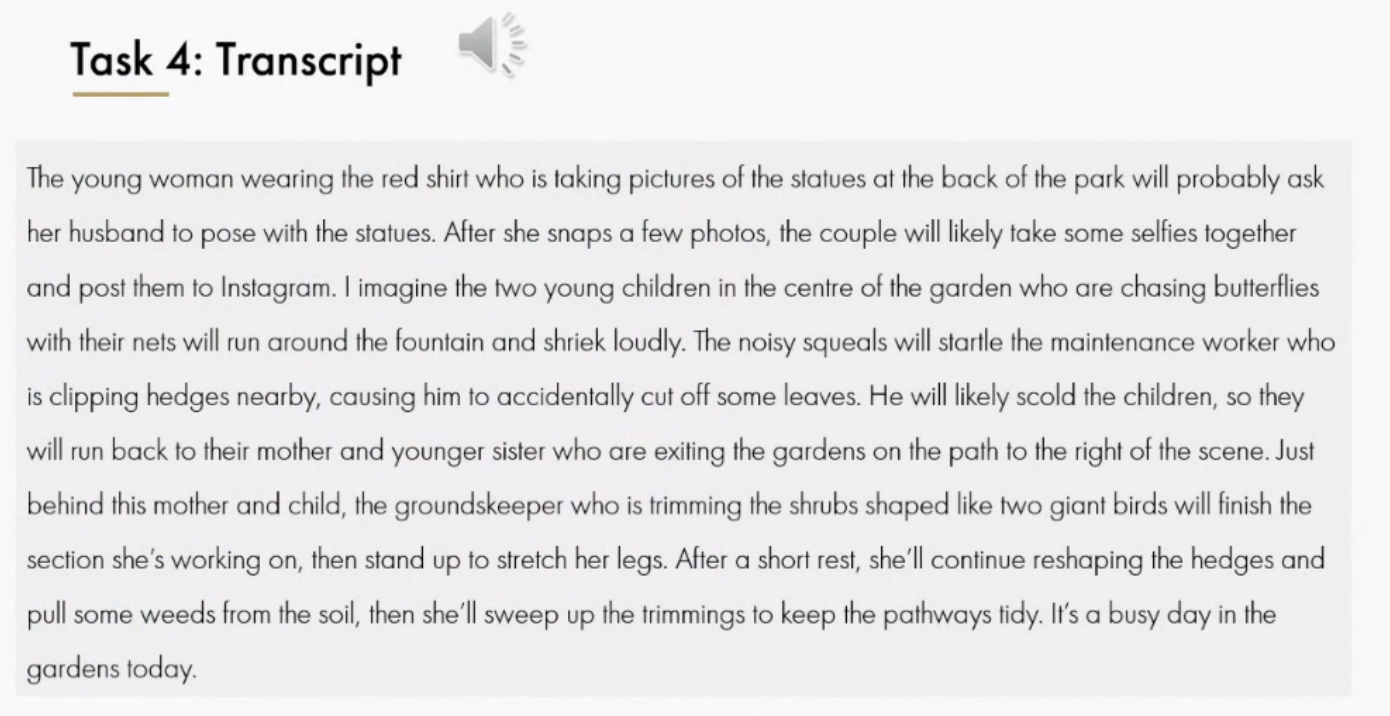 Task 4: Transcript
The young woman wearing the red shirt who is taking pictures of the statues at the back of the park will probably ask
her husband to pose with the statues. After she snaps a few photos, the couple will likely take some selfies together
and post them to Instagram. I imagine the two young children in the centre of the garden who are chasing butterflies
with their nets will run around the fountain and shriek loudly. The noisy squeals will startle the maintenance worker who
is clipping hedges nearby, causing him to accidentally cut off some leaves. He will likely scold the children, so they
will run back to their mother and younger sister who are exiting the gardens on the path to the right of the scene. Just
behind this mother and child, the groundskeeper who is trimming the shrubs shaped like two giant birds will finish the
section she's working on, then stand up to stretch her legs. After a short rest, she'll continue reshaping the hedges and
pull some weeds from the soil, then she'll sweep up the trimmings to keep the pathways tidy. It's a busy day in the
gardens today.